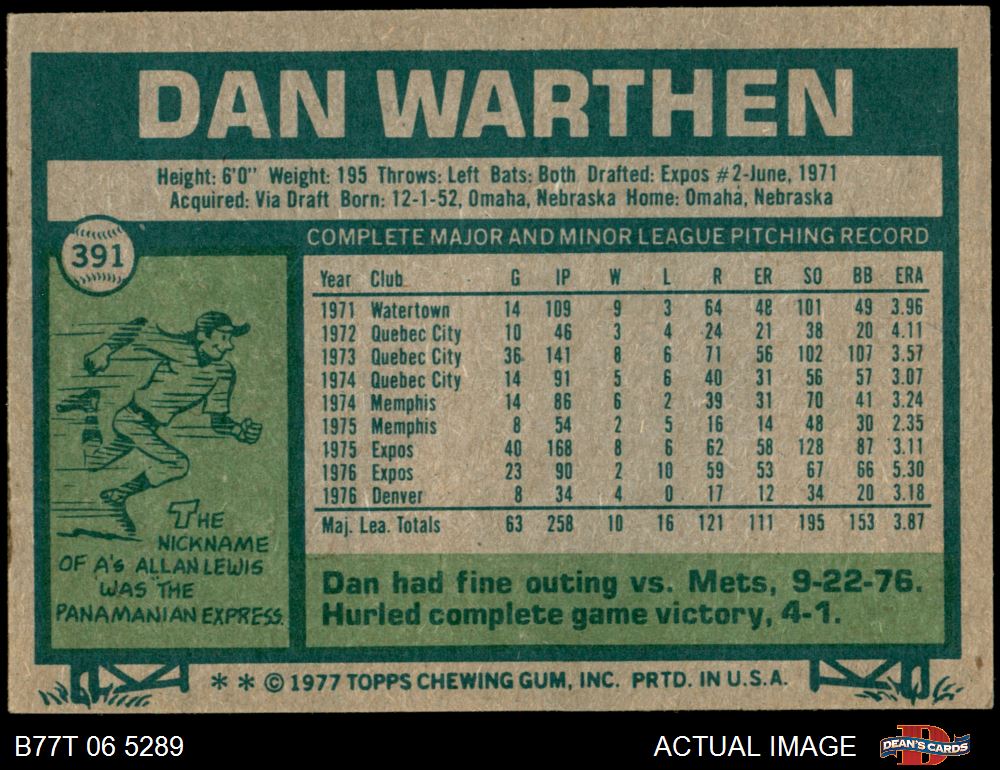 DAN WARTHEN
Height: 6'0" Weight: 195 Throws: Left Bats: Both Drafted: Expos #2-June, 1971
Acquired: Via Draft Born: 12-1-52, Omaha, Nebraska Home: Omaha, Nebraska
391
COMPLETE MAJOR AND MINOR LEAGUE PITCHING RECORD
Year Club G IP W L R ER SO BB ERA
1971 Watertown 14 109 9 3 64 48 101 49 3.96
1972 Quebec City 10 46 3 4 24 21 38 20 4.11
1973 Quebec City 36 141 8 6 71 56 102 107 3.57
1974 Quebec City 14 91 5 6 40 31 56 57 3.07
1974 Memphis 14 86 6 2 39 31 70 41 3.24
1975 Memphis 8 54 2 5 16 14 48 30 2.35
1975 Expos 40 168 8 6 62 58 128 87 3.11
1976 Expos 23 90 2 10 59 53 67 66 5.30
1976 Denver 8 34 4 0 17 12 34 20 3.18
Maj. Lea. Totals 63 258 10 16 121 111 195 153 3.87
THE
NICKNAME
OF A's ALLAN LEWIS
WAS "THE
PANAMANIAN EXPRESS.
Dan had fine outing vs. Mets, 9-22-76.
Hurled complete game victory, 4-1.
* * © 1977 TOPPS CHEWING GUM, INC. PRTD. IN U.S.A.
B77T 06 5289
ACTUAL IMAGE
D
DEAN'S CARDS